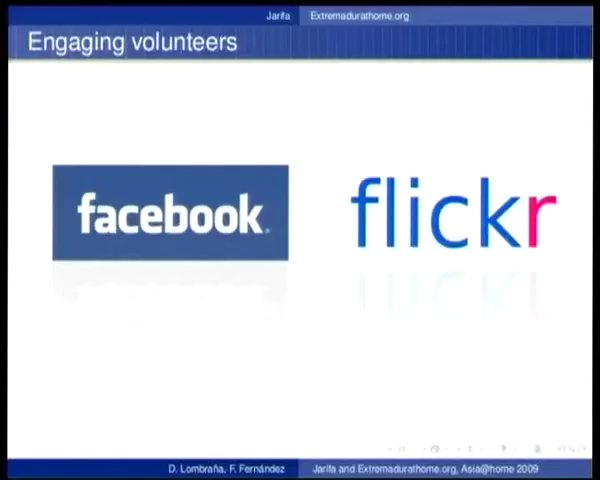 Jarifa Extremadurathome.org
Engaging volunteers
facebook.
flickr
D. Lombraña, F. Fernández Jarifa and Extremadurathome.org, Asia@home 2009